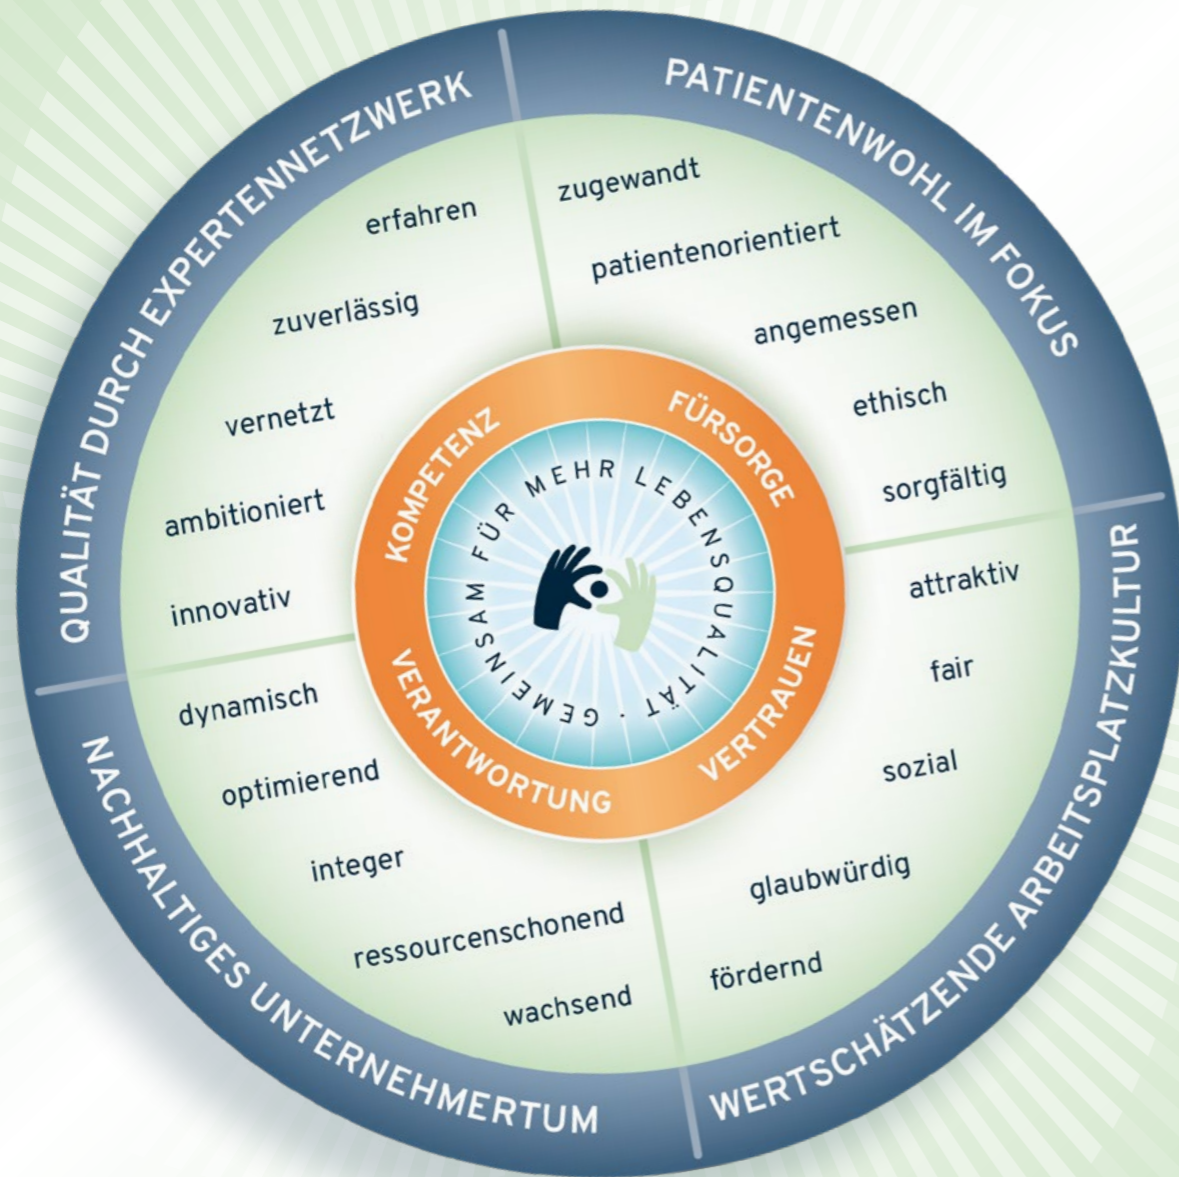 QUALITÄT DURCH EXPERTENNETZWERK
erfahren
zuverlässig
vernetzt
ambitioniert
innovativ
PATIENTENWOHL IM FOKUS
zugewandt
patientenorientiert
angemessen
ethisch
sorgfältig
WERTSCHÄTZENDE ARBEITSPLATZKULTUR
attraktiv
fair
sozial
glaubwürdig
fördernd
NACHHALTIGES UNTERNEHMERTUM
dynamisch
optimierend
integer
ressourcenschonend
wachsend
KOMPETENZ
FÜRSORGE
VERTRAUEN
VERANTWORTUNG
GEMEINSAM FÜR MEHR LEBENSQUALITÄT ·